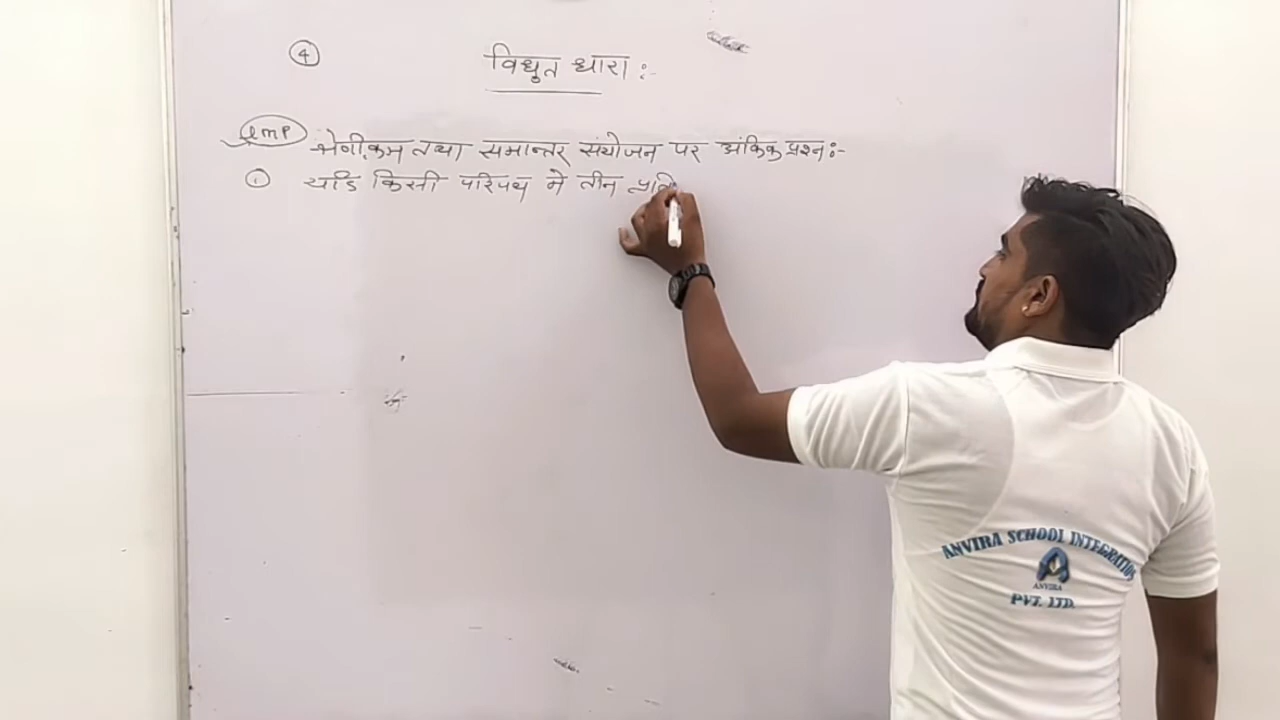 ④ विधुत धारा :-
Imp श्रेणीक्रम तथा समान्तर संयोजन पर आंकिक प्रश्न :-
① यदि किसी परिपथ मे तीन प्रति
ANVIRA SCHOOL INTEGRATION
ANVIRA
PVT. LTD.